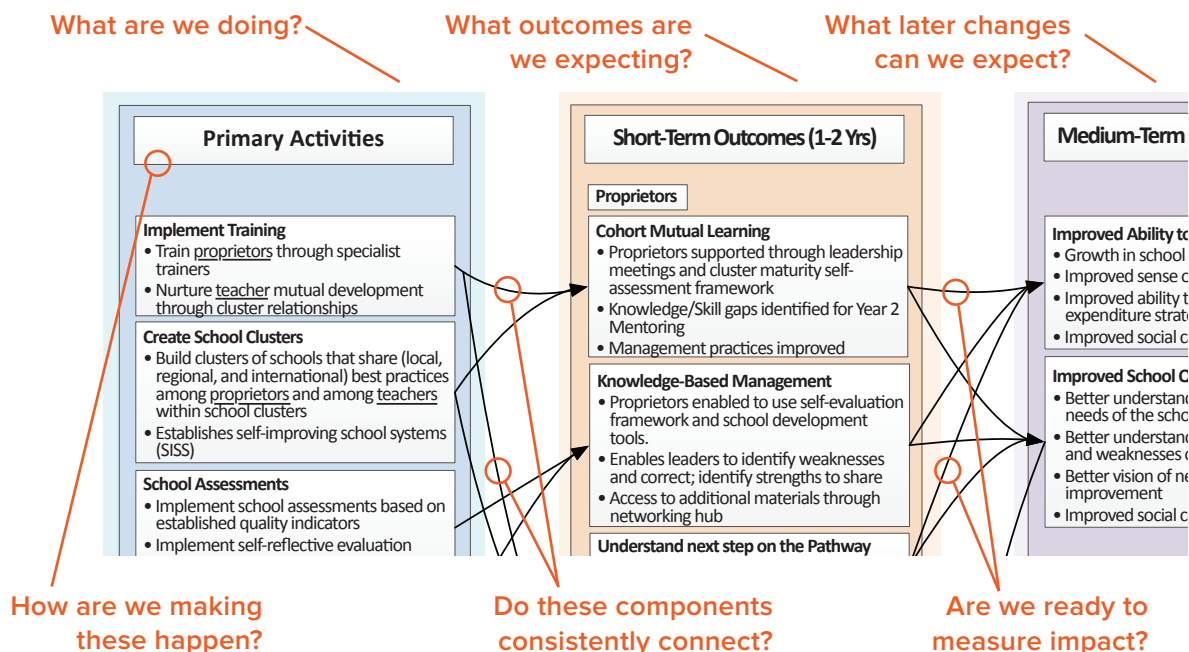 What are we doing?
What outcomes are
we expecting?
What later changes
can we expect?
Primary Activities
Implement Training
• Train proprietors through specialist
trainers
• Nurture teacher mutual development
through cluster relationships
Create School Clusters
• Build clusters of schools that share (local,
regional, and international) best practices
among proprietors and among teachers
within school clusters
• Establishes self-improving school systems
(SISS)
School Assessments
• Implement school assessments based on
established quality indicators
• Implement self-reflective evaluation
Short-Term Outcomes (1-2 Yrs)
Proprietors
Cohort Mutual Learning
• Proprietors supported through leadership
meetings and cluster maturity self-
assessment framework
• Knowledge/Skill gaps identified for Year 2
Mentoring
• Management practices improved
Knowledge-Based Management
• Proprietors enabled to use self-evaluation
framework and school development
tools.
• Enables leaders to identify weaknesses
and correct; identify strengths to share
• Access to additional materials through
networking hub
Understand next step on the Pathway
Medium-Term
Improved Ability to
• Growth in school
• Improved sense
• Improved ability
expenditure
• Improved social
Improved School
• Better
needs of the
• Better
and weaknesses
• Better vision of
improvement
• Improved social
How are we making
these happen?
Do these components
consistently connect?
Are we ready to
measure impact?